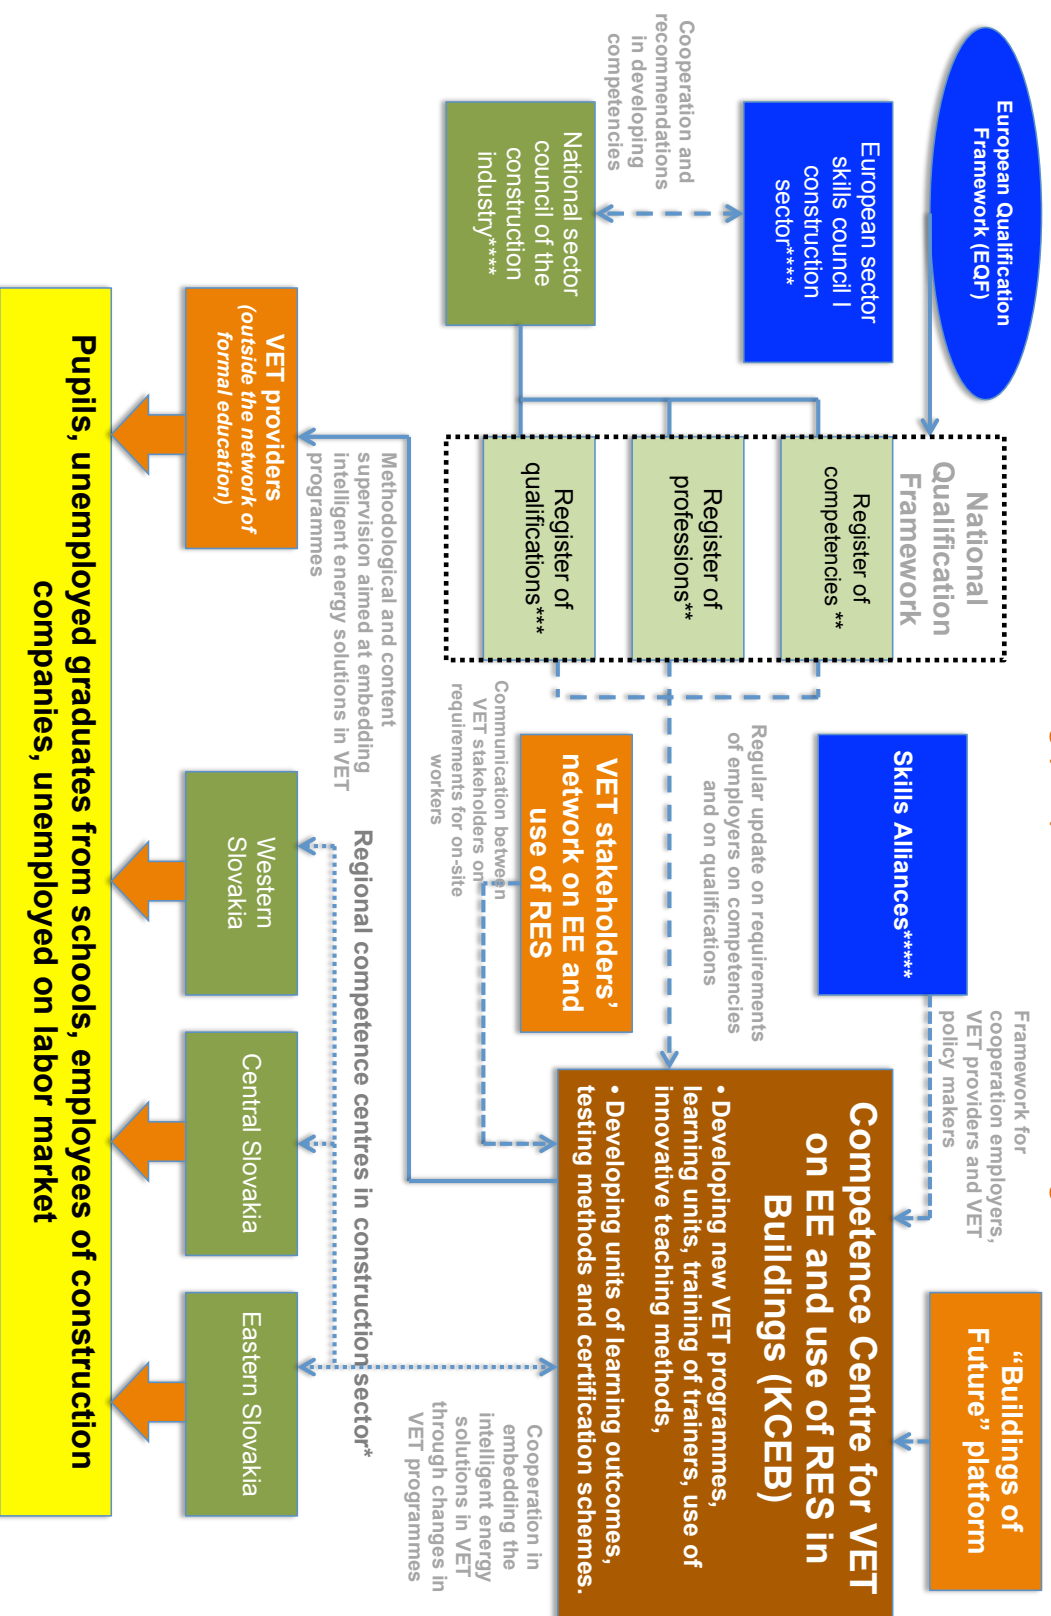 European Qualification
Framework (EQF)
European sector
skills council I
construction
sector****
Cooperation and
recommendations
in developing
competencies
National sector
council of the
construction
industry****
National
Qualification
Framework
Register of
competencies **
Register of
professions**
Register of
qualifications***
Skills Alliances*****
Framework for
cooperation employers,
VET providers and VET
policy makers
"Buildings of
Future" platform
Regular update on requirements
of employers on competencies
and on qualifications
VET stakeholders'
network on EE and
use of RES
Communication between
VET stakeholders on
requirements for on-site
workers
Competence Centre for VET
on EE and use of RES in
Buildings (KCEB)
• Developing new VET programmes,
learning units, training of trainers, use of
innovative teaching methods,
• Developing units of learning outcomes,
testing methods and certification schemes.
Methodological and content
supervision aimed at embedding
intelligent energy solutions in VET
programmes
Regional competence centres in construction sector*
Cooperation in
embedding the
intelligent energy
solutions in VET
through changes in
VET programmes
VET providers
(outside the network of
formal education)
Western
Slovakia
Central Slovakia
Eastern Slovakia
Pupils, unemployed graduates from schools, employees of construction
companies, unemployed on labor market